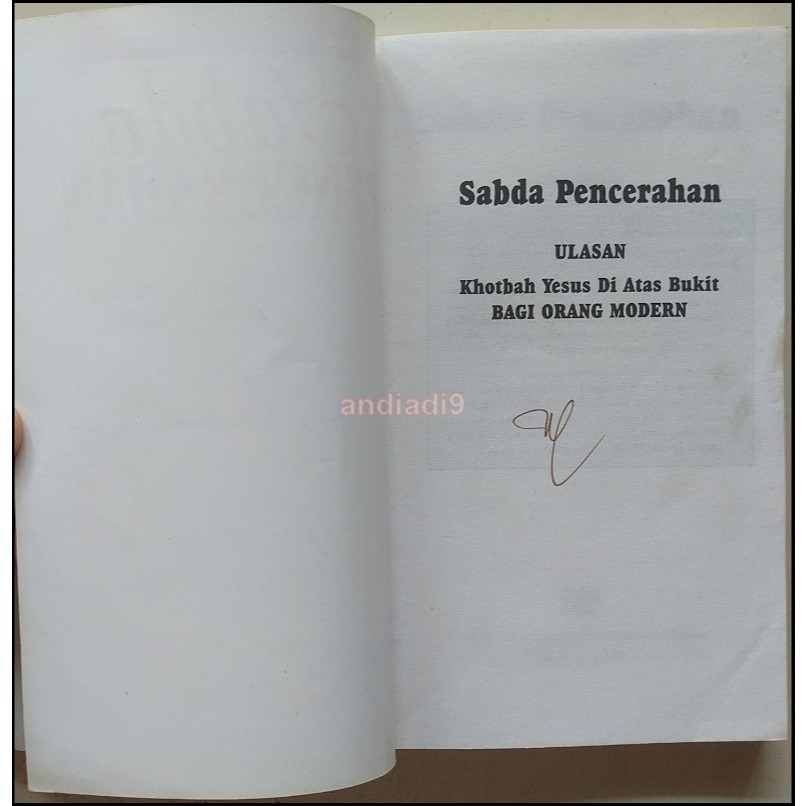 Sabda Pencerahan
ULASAN
Khotbah Yesus Di Atas Bukit
BAGI ORANG MODERN
andiadi9